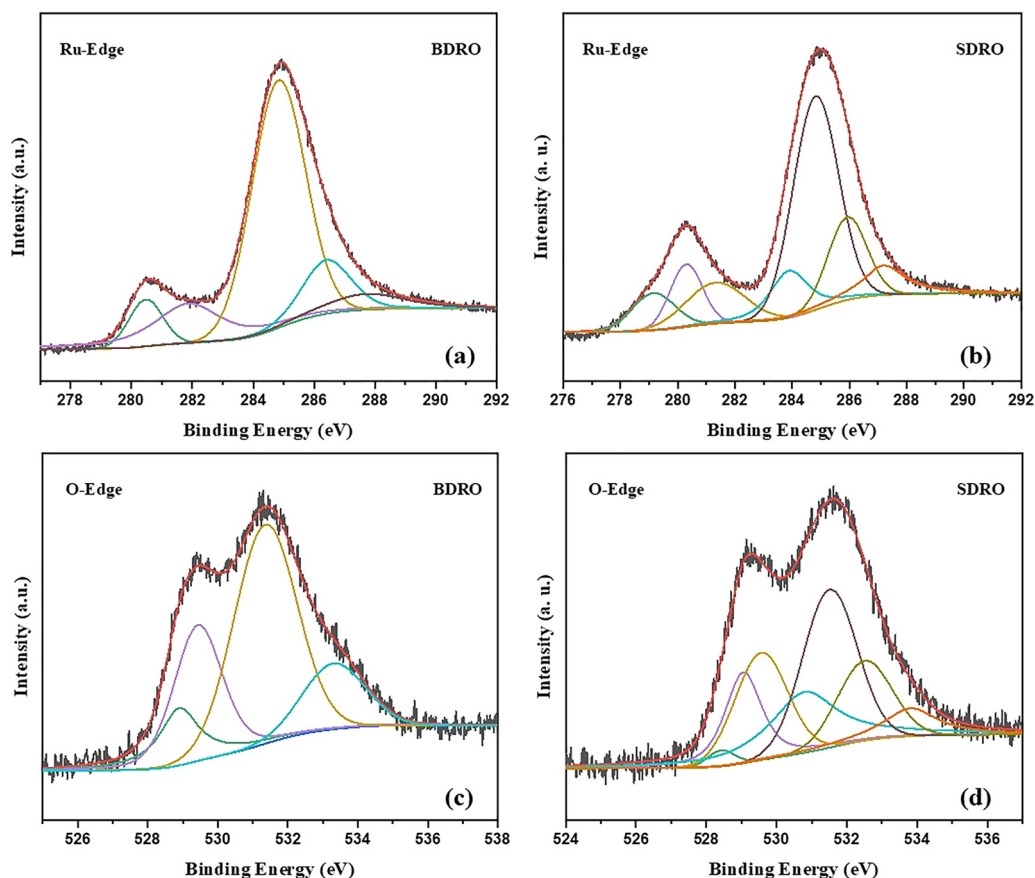 Ru-Edge BDRO
Intensity (a.u.)
(a)
278 280 282 284 286 288 290 292
Binding Energy (eV)
Ru-Edge SDRO
Intensity (a. u.)
(b)
276 278 280 282 284 286 288 290 292
Binding Energy (eV)
O-Edge BDRO
Intensity (a.u.)
(c)
526 528 530 532 534 536 538
Binding Energy (eV)
O-Edge SDRO
Intensity (a. u.)
(d)
524 526 528 530 532 534 536
Binding Energy (eV)